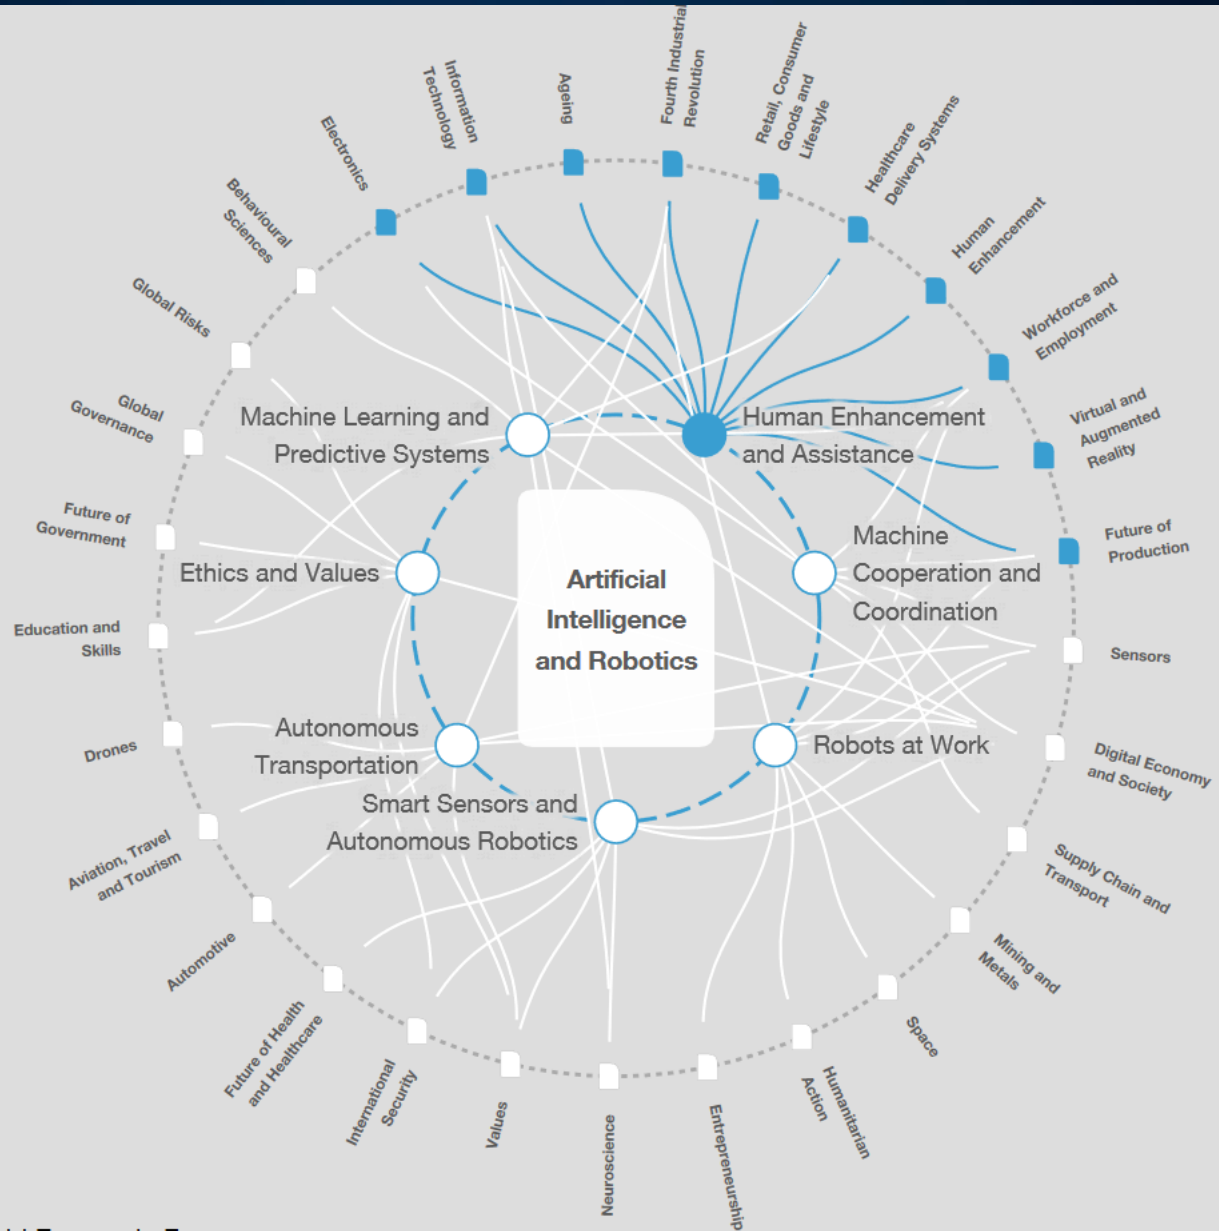 Fourth Industrial
Revolution
Retail, Consumer
Goods and
Lifestyle
Healthcare
Delivery Systems
Human
Enhancement
Workforce and
Employment
Virtual and
Augmented
Reality
Future of
Production
Sensors
Digital Economy
and Society
Supply Chain and
Transport
Mining and
Metals
Space
Humanitarian
Action
Entrepreneurship
Neuroscience
Values
International
Security
Future of Health
and Healthcare
Automotive
Aviation, Travel
and Tourism
Drones
Education and
Skills
Future of
Government
Global
Governance
Global Risks
Behavioural
Sciences
Electronics
Information
Technology
Ageing
Machine Learning and
Predictive Systems
Human Enhancement
and Assistance
Machine
Cooperation and
Coordination
Robots at Work
Smart Sensors and
Autonomous Robotics
Autonomous
Transportation
Ethics and Values
Artificial
Intelligence
and Robotics